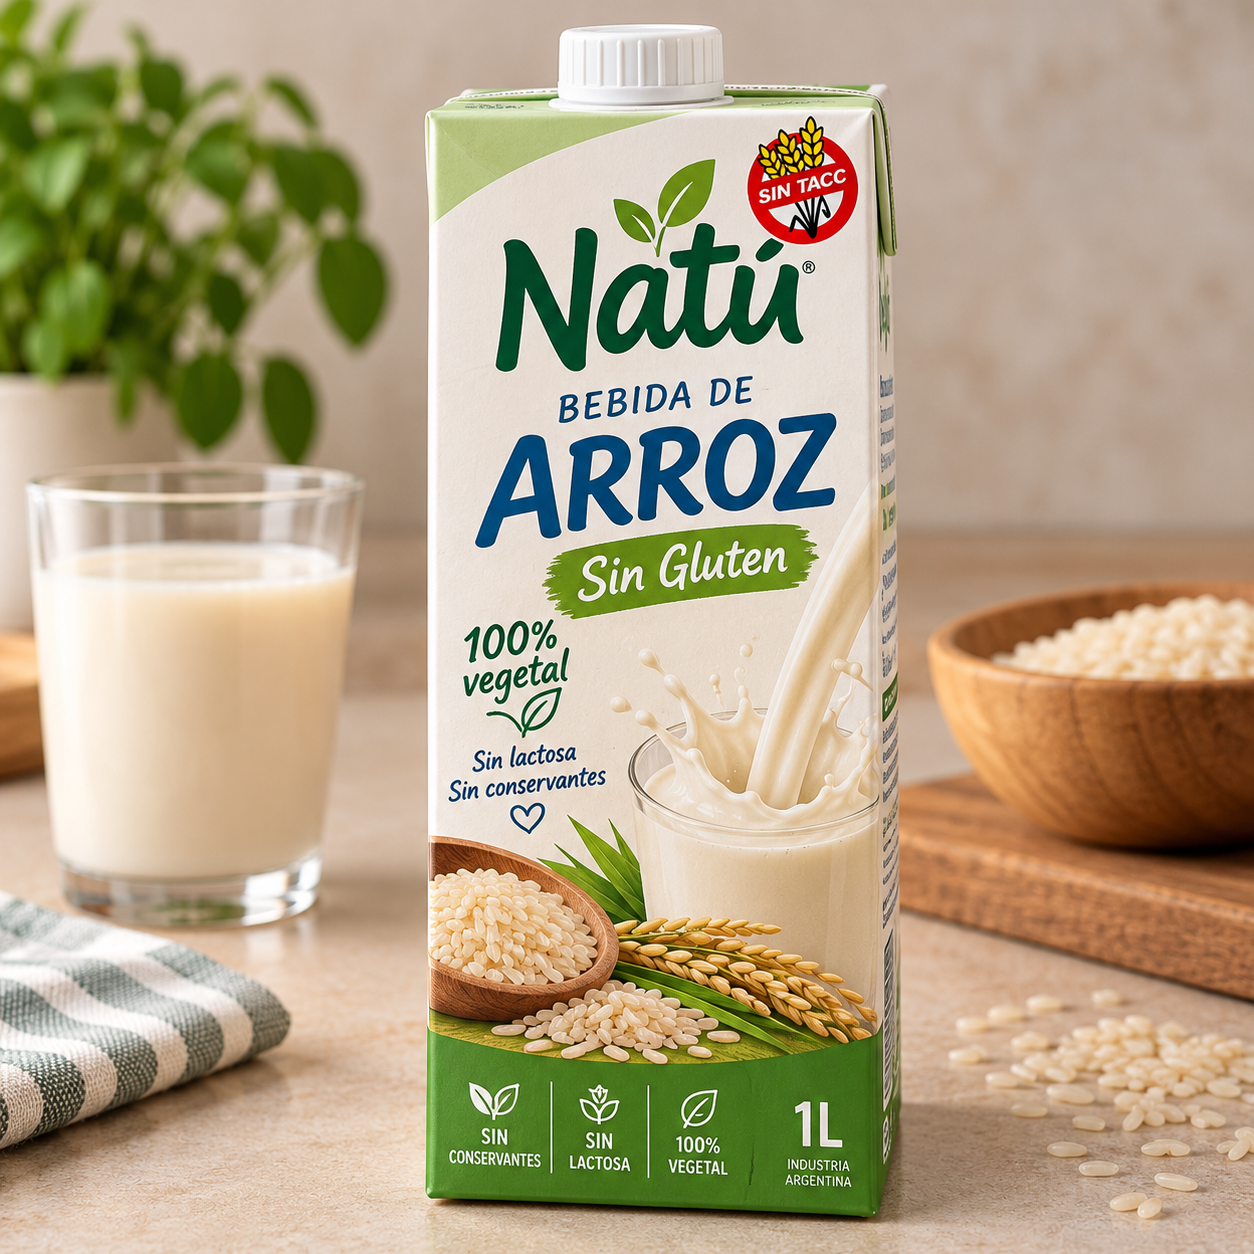 SIN TACC
Natú®
BEBIDA DE
ARROZ
Sin Gluten
100%
vegetal
Sin lactosa
Sin conservantes
SIN
CONSERVANTES
SIN
LACTOSA
100%
VEGETAL
1L
INDUSTRIA
ARGENTINA